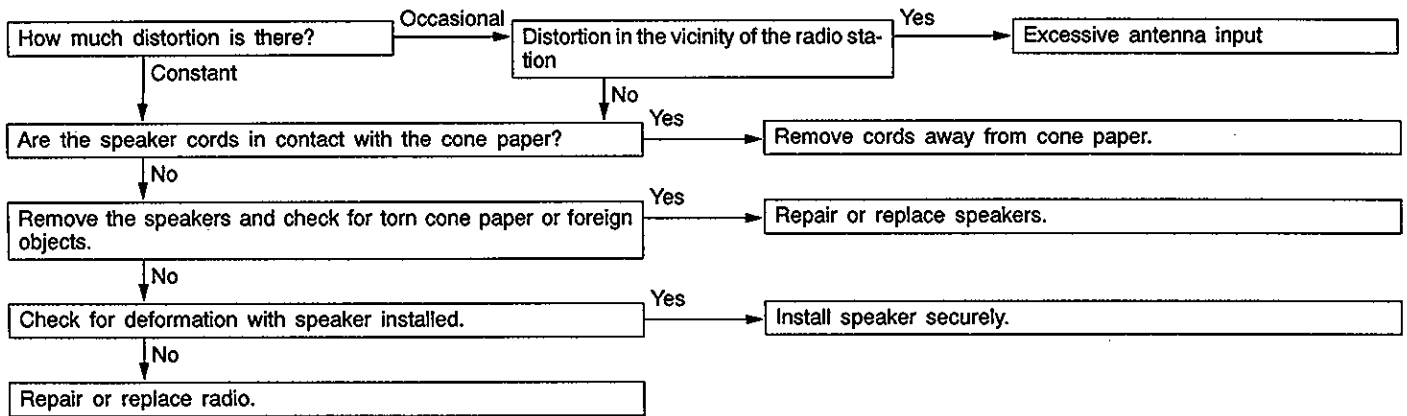 How much distortion is there?
Occasional
Distortion in the vicinity of the radio sta-
tion
Yes
Excessive antenna input
Constant
No
Are the speaker cords in contact with the cone paper?
Yes
Remove cords away from cone paper.
No
Remove the speakers and check for torn cone paper or foreign
objects.
Yes
Repair or replace speakers.
No
Check for deformation with speaker installed.
Yes
Install speaker securely.
No
Repair or replace radio.